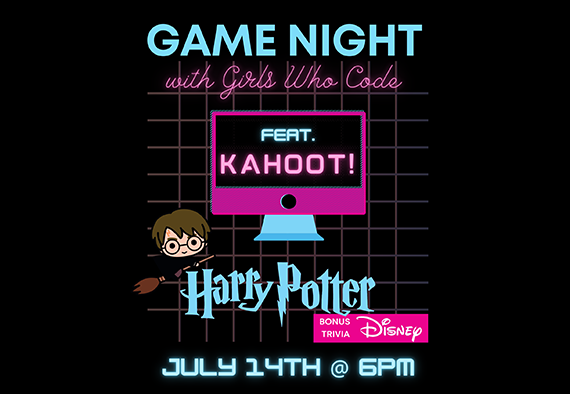 GAME NIGHT
with Girls Who Code
FEAT.
KAHOOT!
Harry Potter
BONUS
TRIVIA
Disney
JULY 14TH @ 6PM